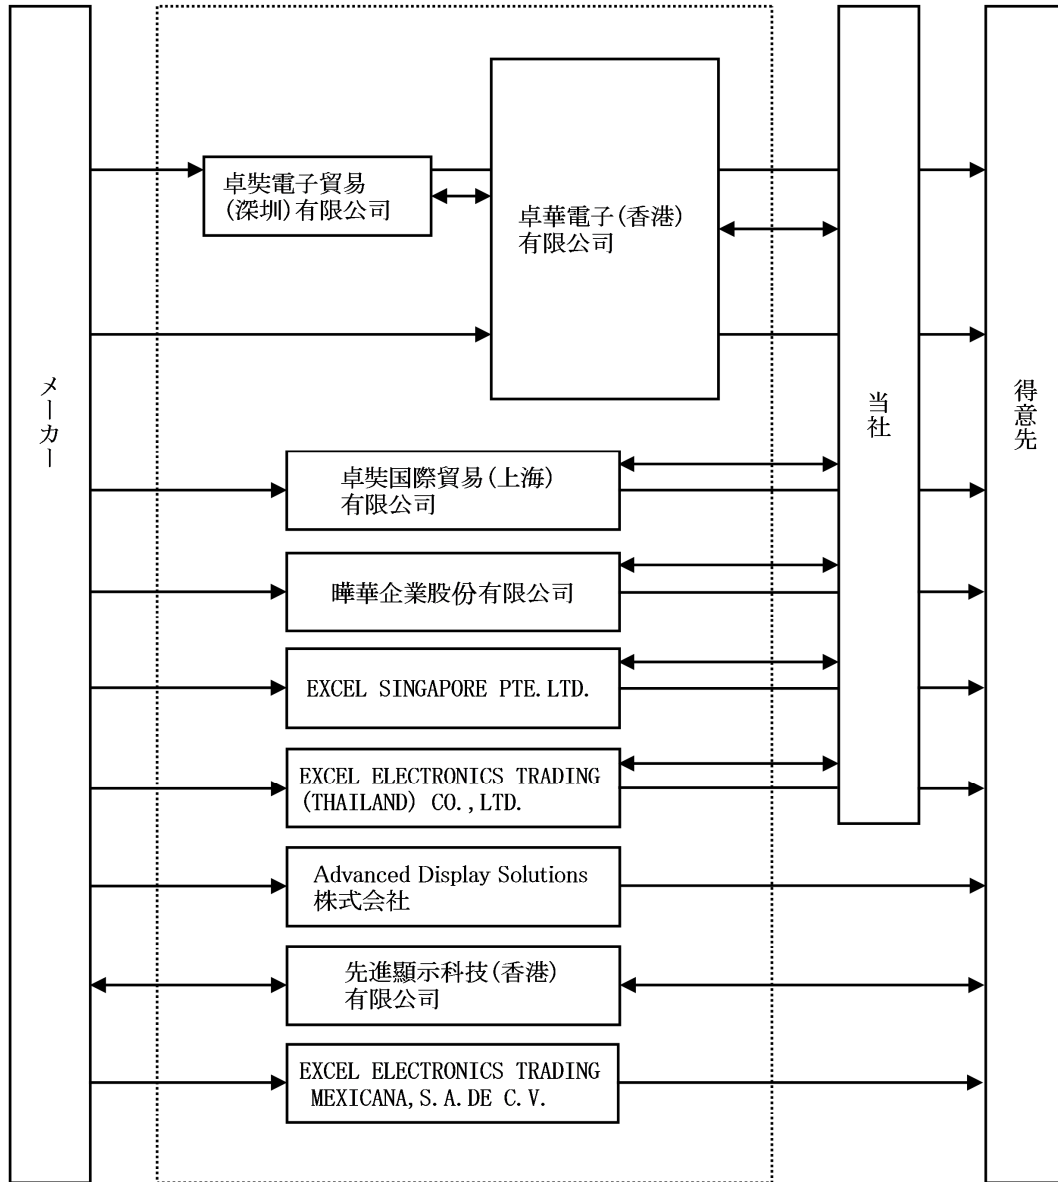 メーカー
卓奘電子貿易
(深圳)有限公司
卓華電子(香港)
有限公司
卓奘国際貿易(上海)
有限公司
曄華企業股份有限公司
EXCEL SINGAPORE PTE.LTD.
EXCEL ELECTRONICS TRADING
(THAILAND) CO.,LTD.
Advanced Display Solutions
株式会社
先進顯示科技(香港)
有限公司
EXCEL ELECTRONICS TRADING
MEXICANA,S.A.DE C.V.
当社
得意先